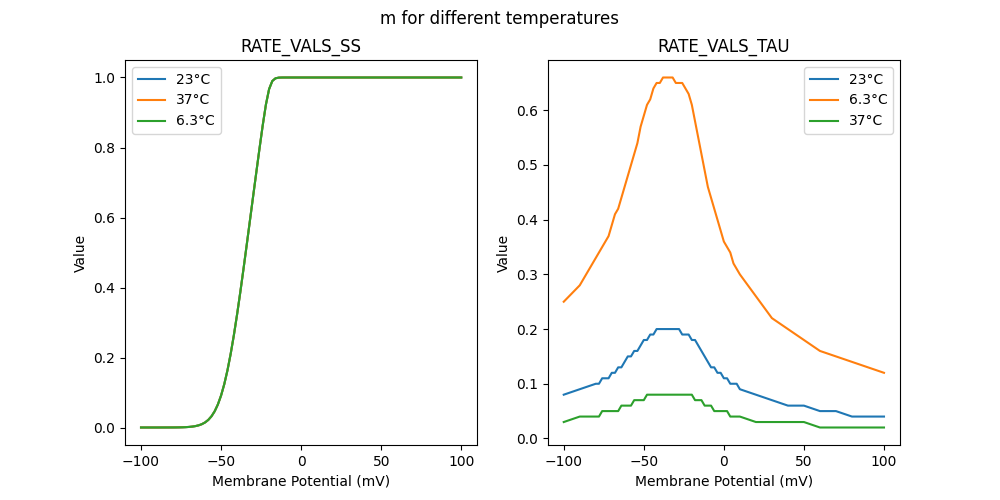 m for different temperatures
RATE_VALS_SS
RATE_VALS_TAU
23°C
37°C
6.3°C
23°C
6.3°C
37°C
1.0
0.8
0.6
0.4
0.2
0.0
Value
−100
−50
0
50
100
Membrane Potential (mV)
0.6
0.5
0.4
0.3
0.2
0.1
0.0
Value
−100
−50
0
50
100
Membrane Potential (mV)